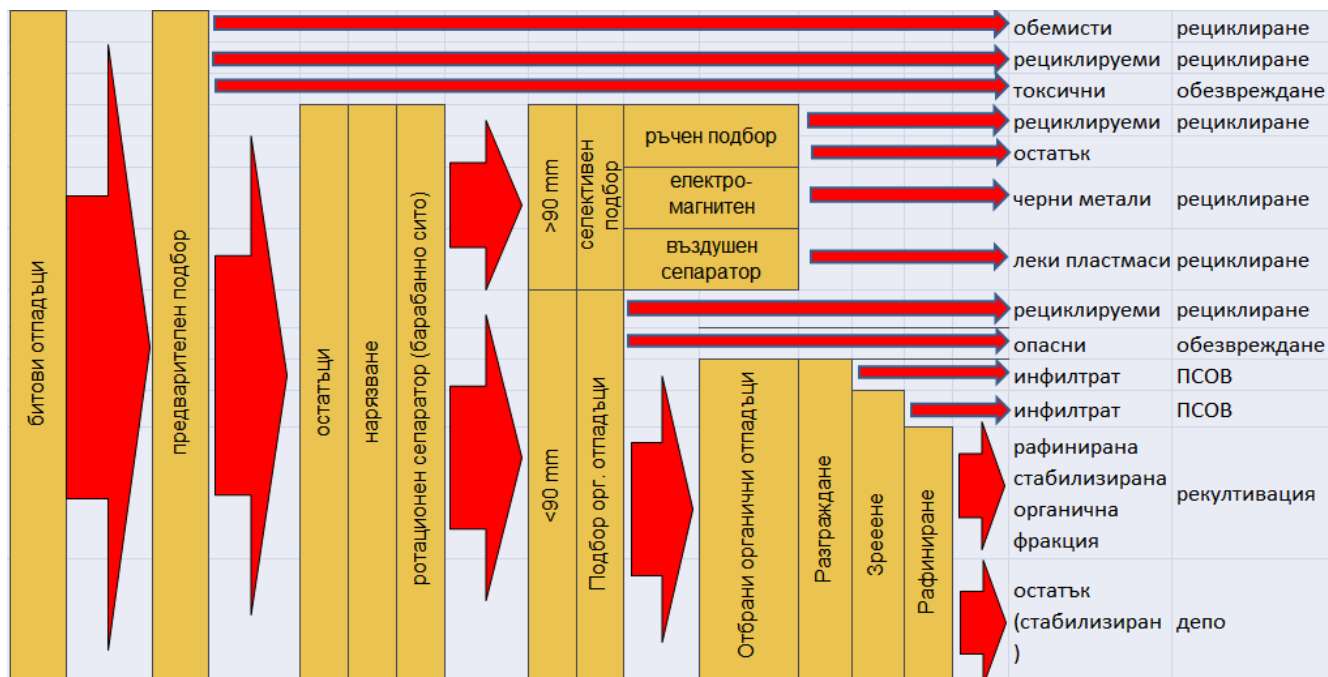 битови отпадъци
предварителен подбор
остатъци
нарязване
ротационен сепаратор (барабанно сито)
>90 mm
селективен
подбор
ръчен подбор
електро-
магнитен
въздушен
сепаратор
<90 mm
Подбор орг. отпадъци
Отбрани органични отпадъци
Разграждане
Зреене
Рафиниране
обемисти рециклиране
рециклируеми рециклиране
токсични обезвреждане
рециклируеми рециклиране
остатък
черни метали рециклиране
леки пластмаси рециклиране
рециклируеми рециклиране
опасни обезвреждане
инфилтрат ПСОВ
инфилтрат ПСОВ
рафинирана
стабилизирана
органична
фракция
рекултивация
остатък
(стабилизиран
)
депо